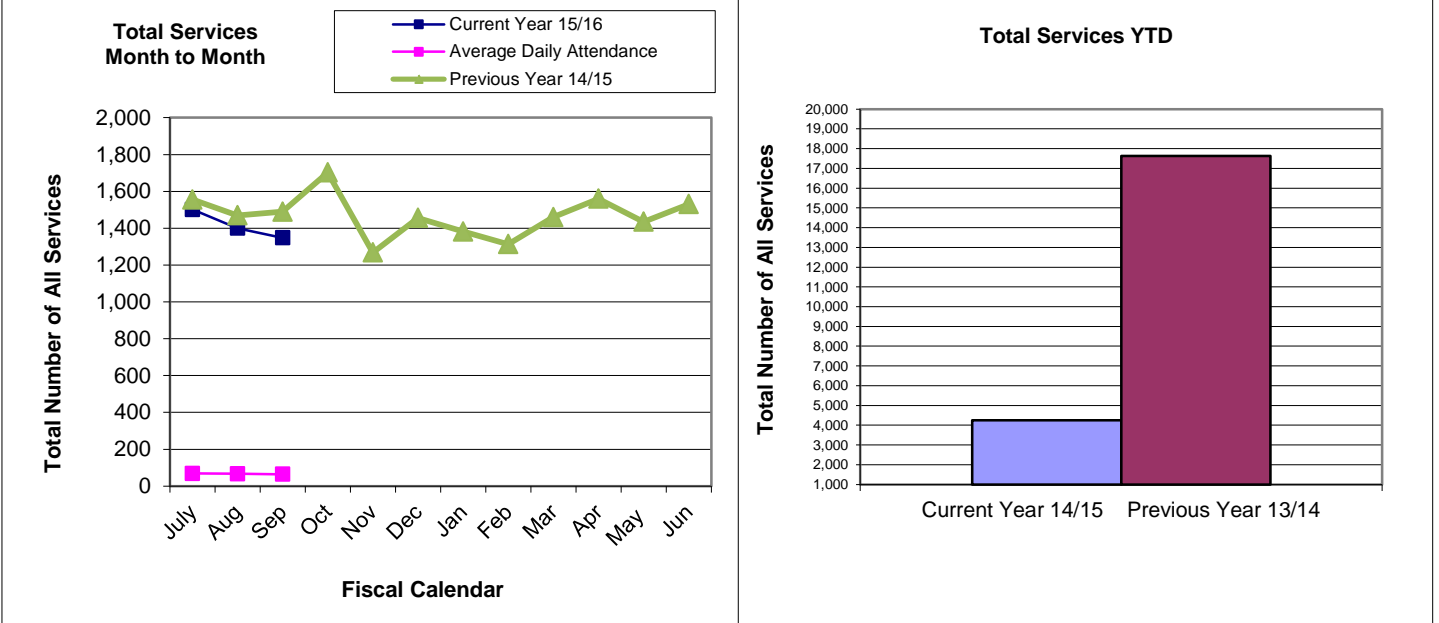 Total Services
Month to Month
Current Year 15/16
Average Daily Attendance
Previous Year 14/15
Total Number of All Services
2,000
1,800
1,600
1,400
1,200
1,000
800
600
400
200
0
July
Aug
Sep
Oct
Nov
Dec
Jan
Feb
Mar
Apr
May
Jun
Fiscal Calendar
Total Services YTD
Total Number of All Services
20,000
19,000
18,000
17,000
16,000
15,000
14,000
13,000
12,000
11,000
10,000
9,000
8,000
7,000
6,000
5,000
4,000
3,000
2,000
1,000
Current Year 14/15
Previous Year 13/14